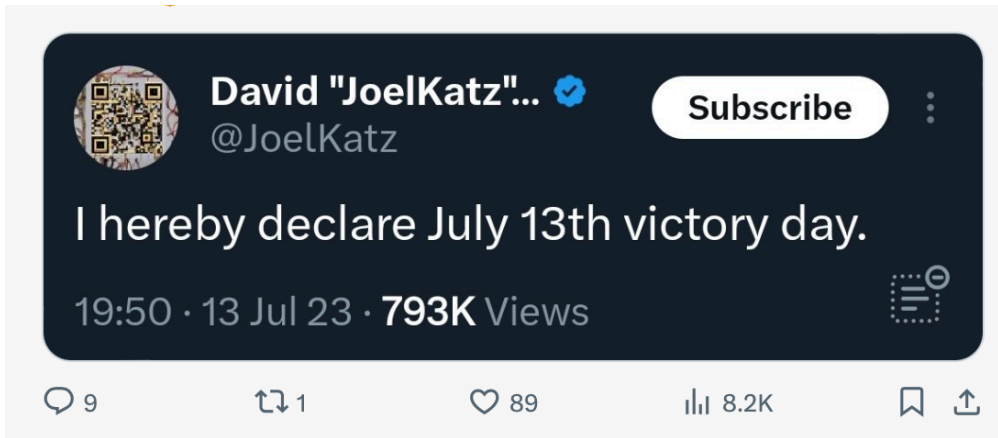 David "JoelKatz"...
Subscribe
@JoelKatz
I hereby declare July 13th victory day.
19:50 · 13 Jul 23 · 793K Views
9 1 89 8.2K